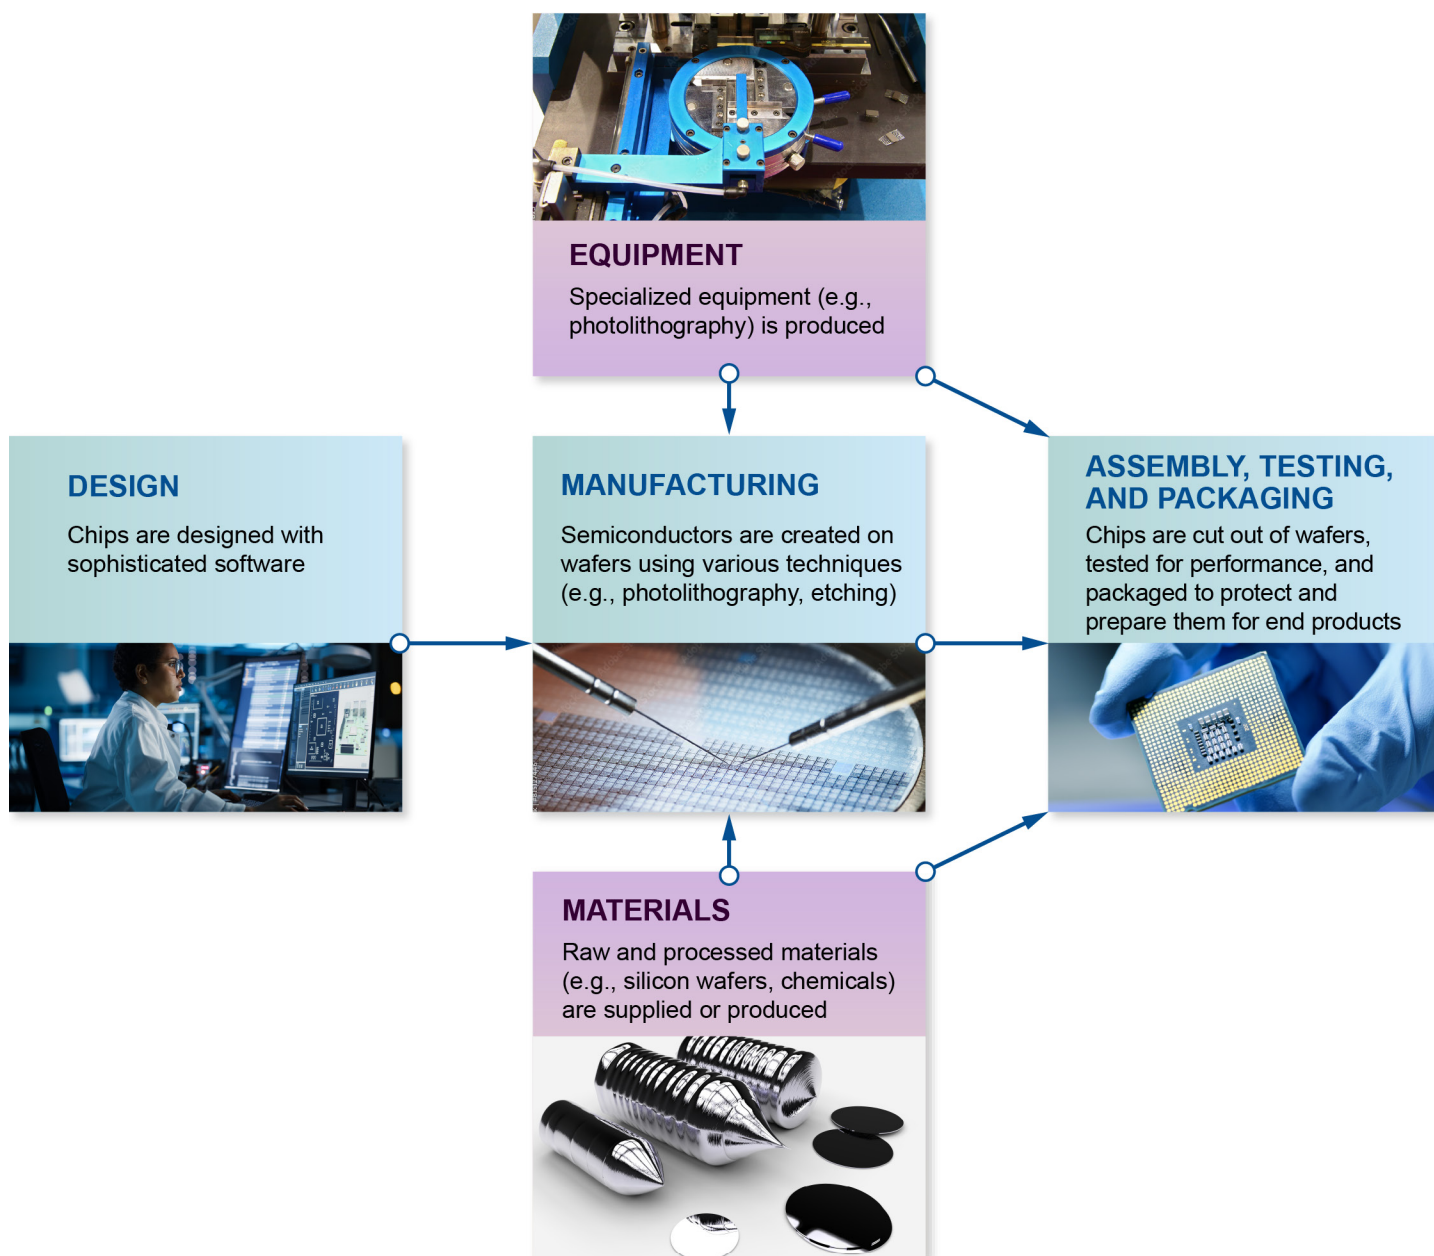 EQUIPMENT
Specialized equipment (e.g.,
photolithography) is produced
DESIGN
Chips are designed with
sophisticated software
MANUFACTURING
Semiconductors are created on
wafers using various techniques
(e.g., photolithography, etching)
ASSEMBLY, TESTING,
AND PACKAGING
Chips are cut out of wafers,
tested for performance, and
packaged to protect and
prepare them for end products
MATERIALS
Raw and processed materials
(e.g., silicon wafers, chemicals)
are supplied or produced